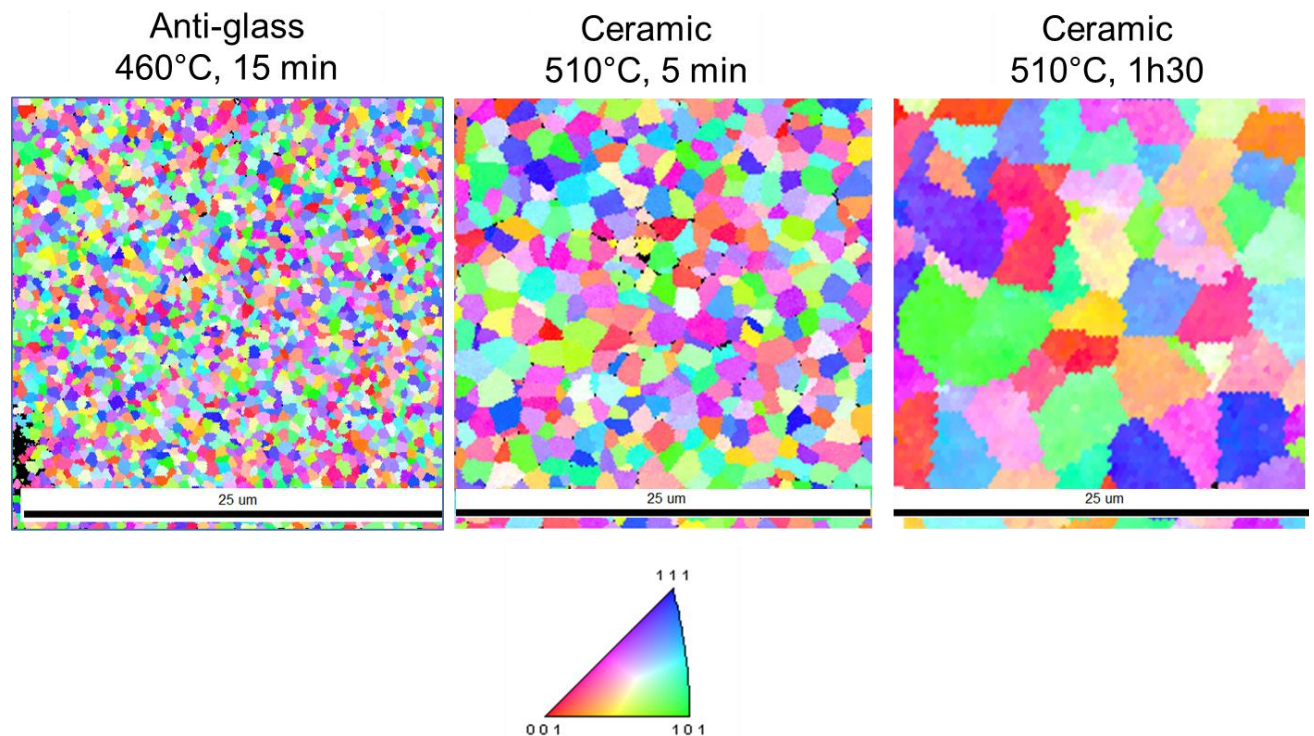 Anti-glass
460°C, 15 min
Ceramic
510°C, 5 min
Ceramic
510°C, 1h30
25 um
25 um
25 um
1 1 1
0 0 1
1 0 1